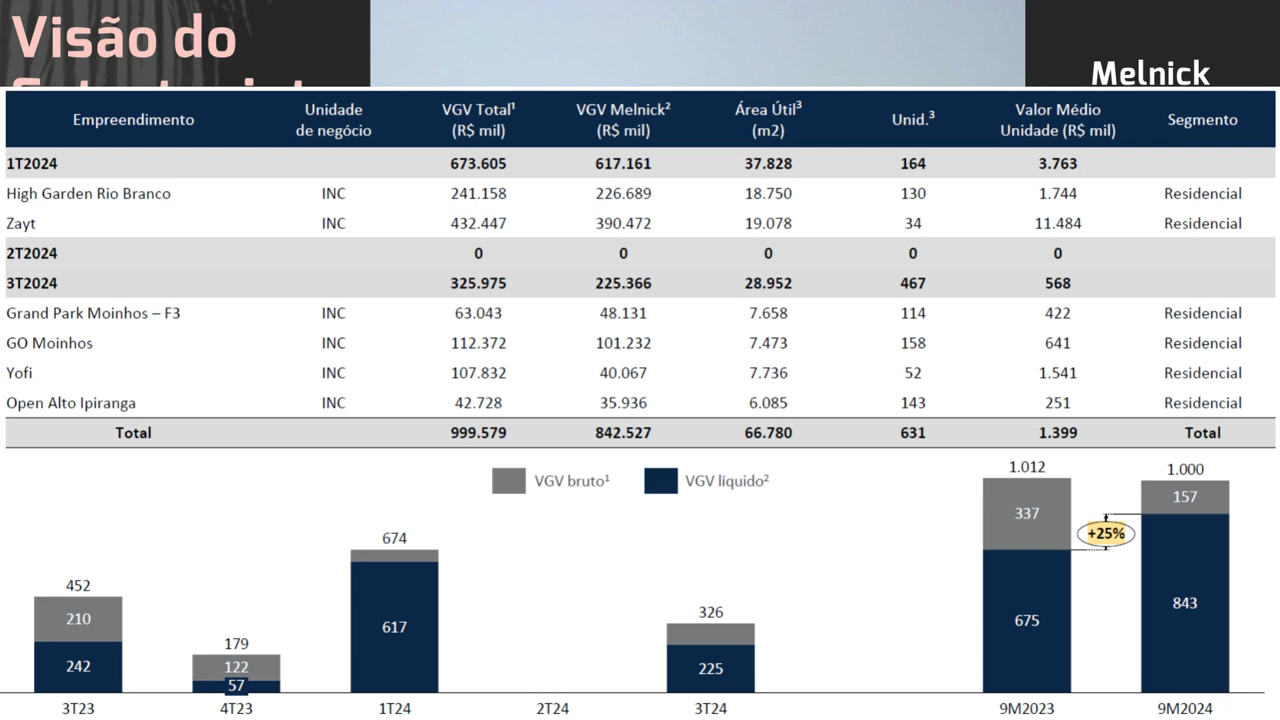 Visão do
Melnick
Empreendimento Unidade de negócio VGV Total¹ (R$ mil) VGV Melnick² (R$ mil) Área Útil³ (m2) Unid.³ Valor Médio Unidade (R$ mil) Segmento
1T2024 673.605 617.161 37.828 164 3.763
High Garden Rio Branco INC 241.158 226.689 18.750 130 1.744 Residencial
Zayt INC 432.447 390.472 19.078 34 11.484 Residencial
2T2024 0 0 0 0 0
3T2024 325.975 225.366 28.952 467 568
Grand Park Moinhos – F3 INC 63.043 48.131 7.658 114 422 Residencial
GO Moinhos INC 112.372 101.232 7.473 158 641 Residencial
Yofi INC 107.832 40.067 7.736 52 1.541 Residencial
Open Alto Ipiranga INC 42.728 35.936 6.085 143 251 Residencial
Total 999.579 842.527 66.780 631 1.399 Total
VGV bruto¹ VGV líquido²
452
210
242
179
122
57
674
617
326
225
1.012
337
675
+25%
1.000
157
843
3T23 4T23 1T24 2T24 3T24 9M2023 9M2024